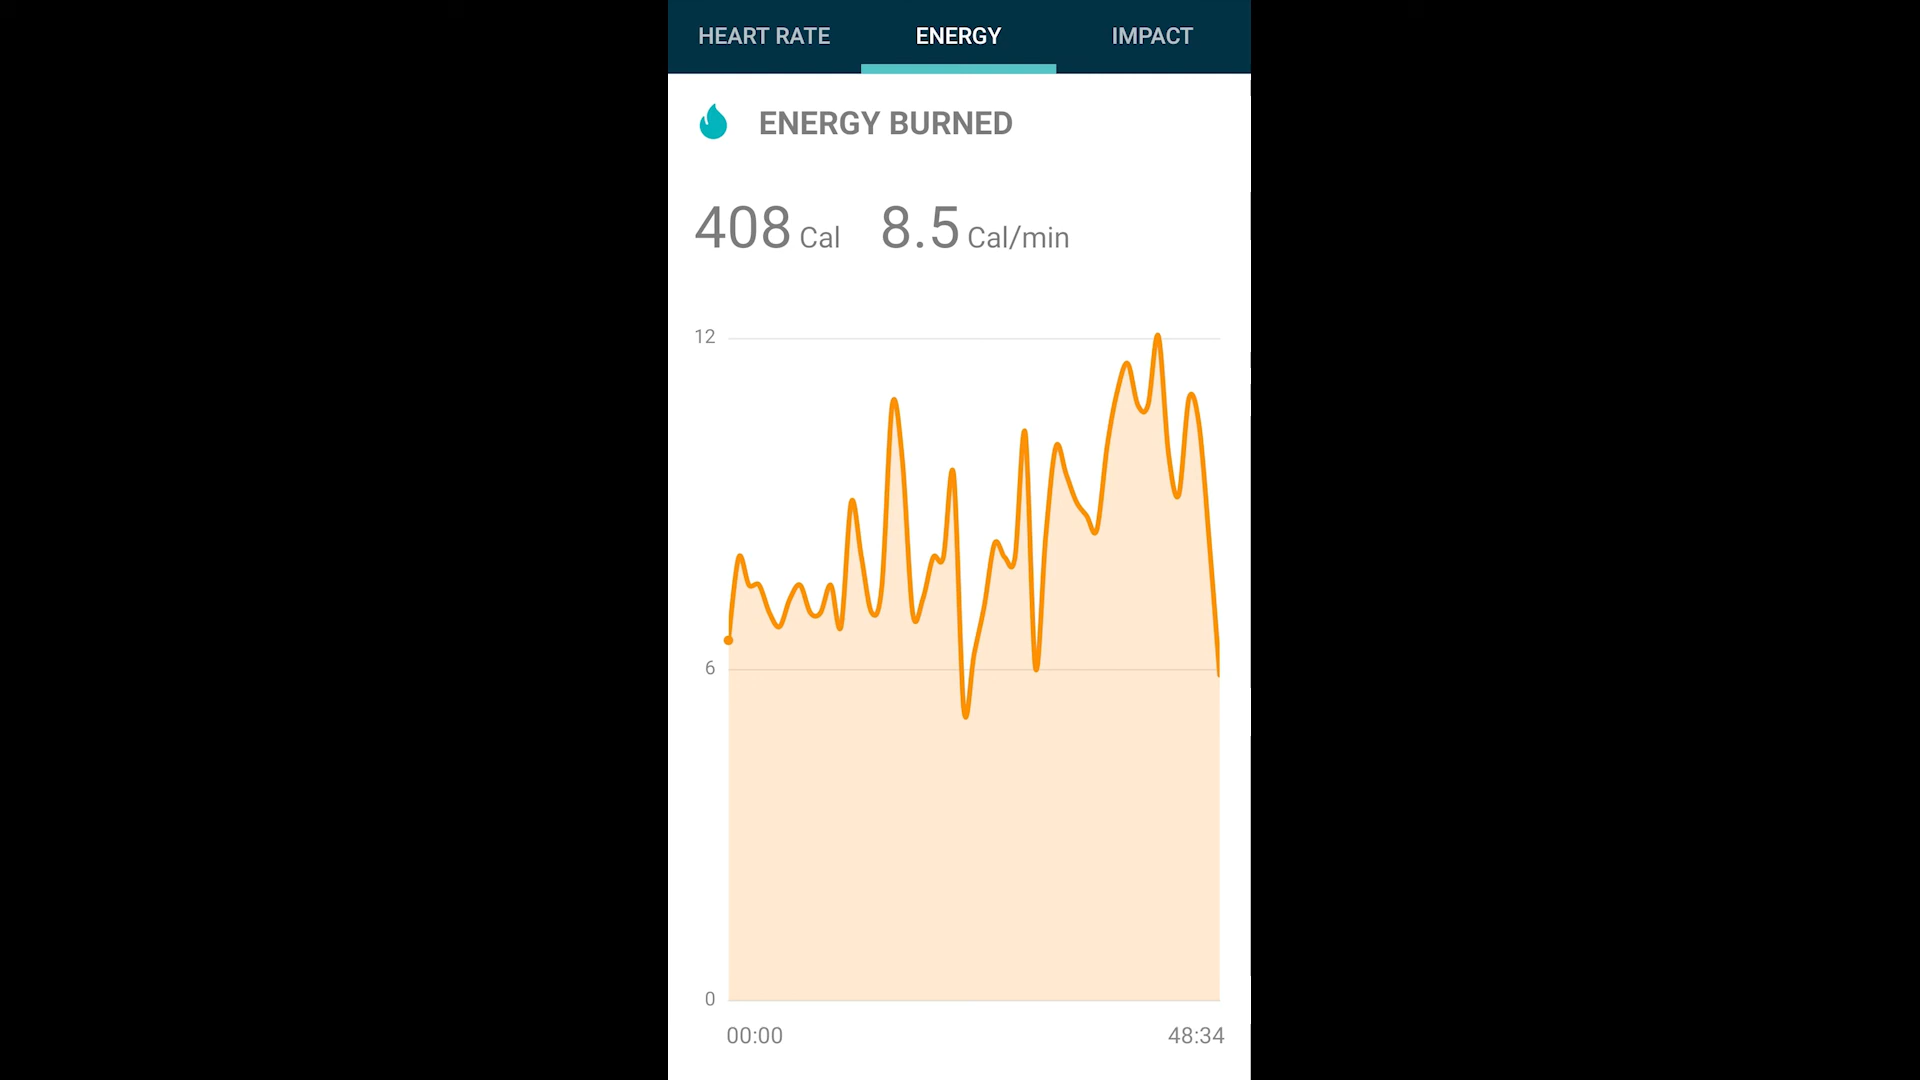 HEART RATE ENERGY IMPACT
ENERGY BURNED
408 Cal 8.5 Cal/min
12
6
0
00:00 48:34